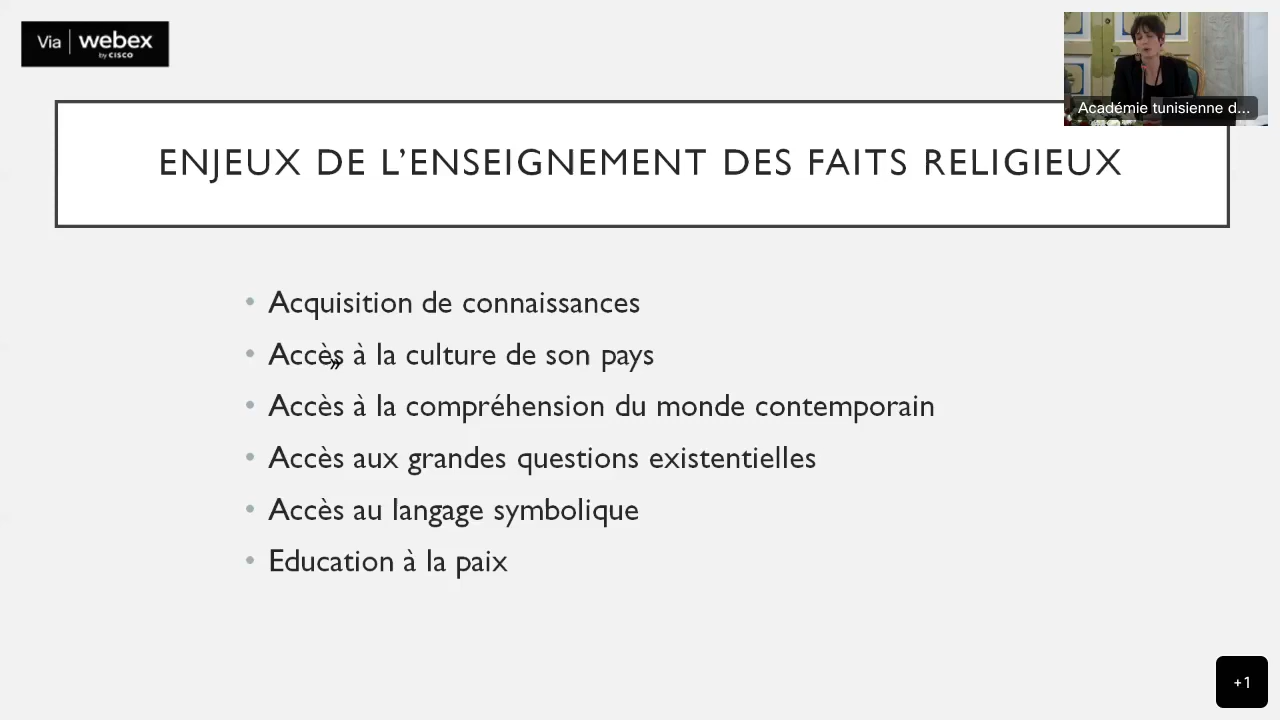 Via | webex
by CISCO
Académie tunisienne d...
ENJEUX DE L’ENSEIGNEMENT DES FAITS RELIGIEUX
• Acquisition de connaissances
• Accès à la culture de son pays
»
• Accès à la compréhension du monde contemporain
• Accès aux grandes questions existentielles
• Accès au langage symbolique
• Education à la paix
+1